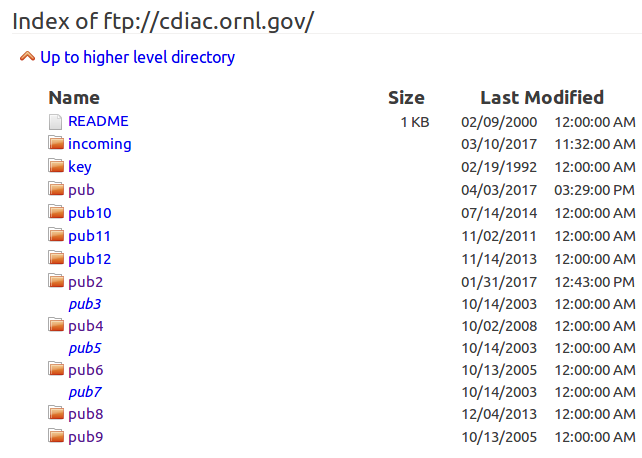 Index of ftp://cdiac.ornl.gov/
Up to higher level directory
Name Size Last Modified
README 1 KB 02/09/2000 12:00:00 AM
incoming 03/10/2017 11:32:00 AM
key 02/19/1992 12:00:00 AM
pub 04/03/2017 03:29:00 PM
pub10 07/14/2014 12:00:00 AM
pub11 11/02/2011 12:00:00 AM
pub12 11/14/2013 12:00:00 AM
pub2 01/31/2017 12:43:00 PM
pub3 10/14/2003 12:00:00 AM
pub4 10/02/2008 12:00:00 AM
pub5 10/14/2003 12:00:00 AM
pub6 10/13/2005 12:00:00 AM
pub7 10/14/2003 12:00:00 AM
pub8 12/04/2013 12:00:00 AM
pub9 10/13/2005 12:00:00 AM